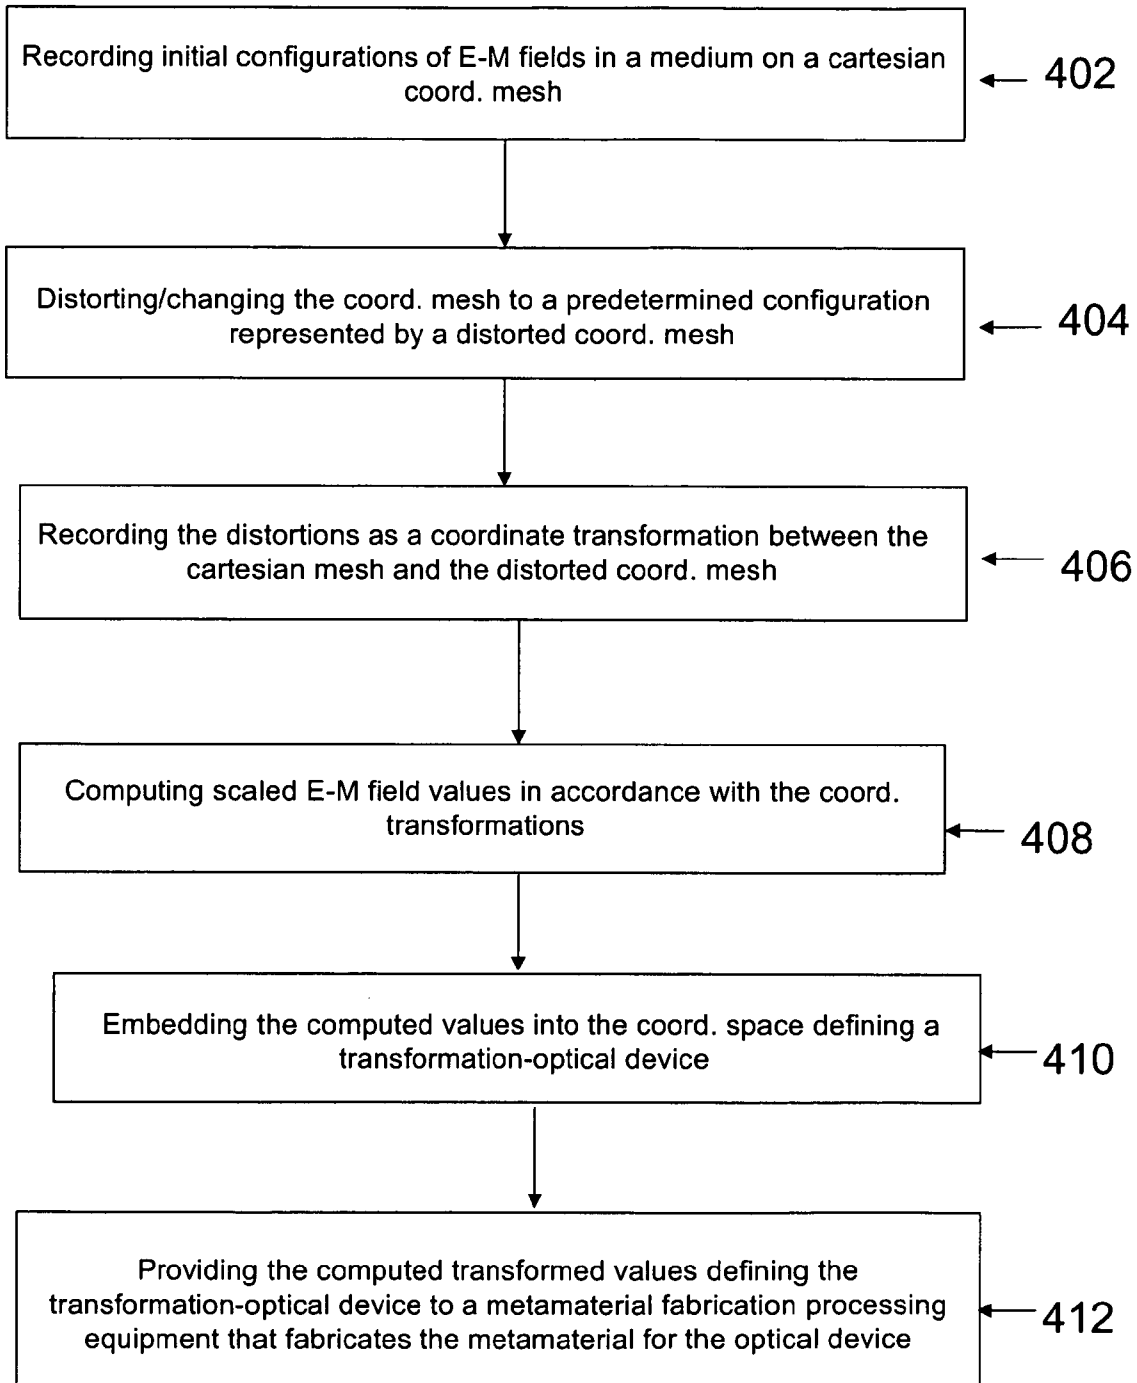 Recording initial configurations of E-M fields in a medium on a cartesian
coord. mesh
402
Distorting/changing the coord. mesh to a predetermined configuration
represented by a distorted coord. mesh
404
Recording the distortions as a coordinate transformation between the
cartesian mesh and the distorted coord. mesh
406
Computing scaled E-M field values in accordance with the coord.
transformations
408
Embedding the computed values into the coord. space defining a
transformation-optical device
410
Providing the computed transformed values defining the
transformation-optical device to a metamaterial fabrication processing
equipment that fabricates the metamaterial for the optical device
412